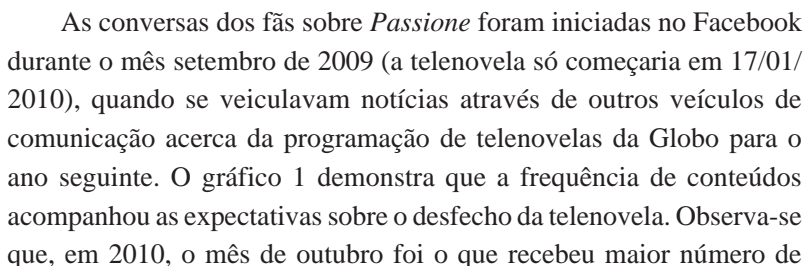 As conversas dos fãs sobre Passione foram iniciadas no Facebook
durante o mês setembro de 2009 (a telenovela só começaria em 17/01/
2010), quando se veiculavam notícias através de outros veículos de
comunicação acerca da programação de telenovelas da Globo para o
ano seguinte. O gráfico 1 demonstra que a frequência de conteúdos
acompanhou as expectativas sobre o desfecho da telenovela. Observa-se
que, em 2010, o mês de outubro foi o que recebeu maior número de